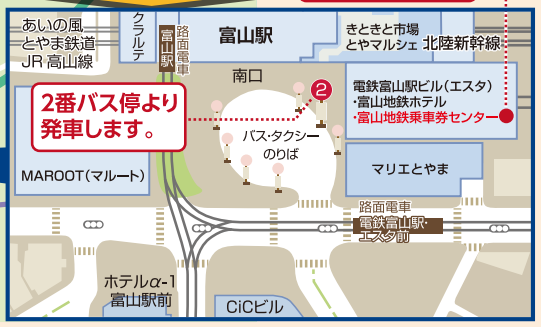 あいの風
とやま鉄道
JR 高山線
クラルテ
富山駅
路面電車
富山駅
きときと市場
とやマルシェ
北陸新幹線
南口
2
2番バス停より
発車します。
電鉄富山駅ビル(エスタ)
・富山地鉄ホテル
・富山地鉄乗車券センター
バス・タクシー
のりば
MAROOT(マルート)
マリエとやま
路面電車
電鉄富山駅・
エスタ前
ホテルα-1
富山駅前
CiCビル